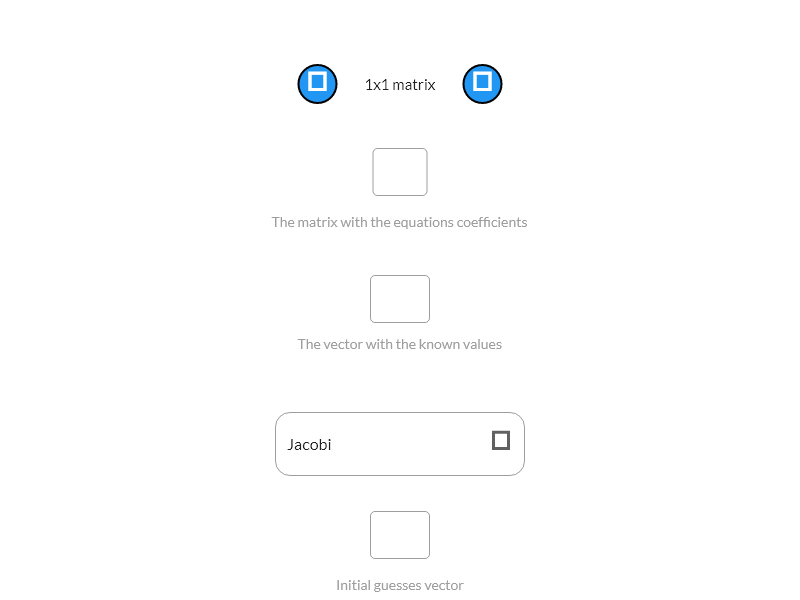 1x1 matrix
The matrix with the equations coefficients
The vector with the known values
Jacobi
Initial guesses vector